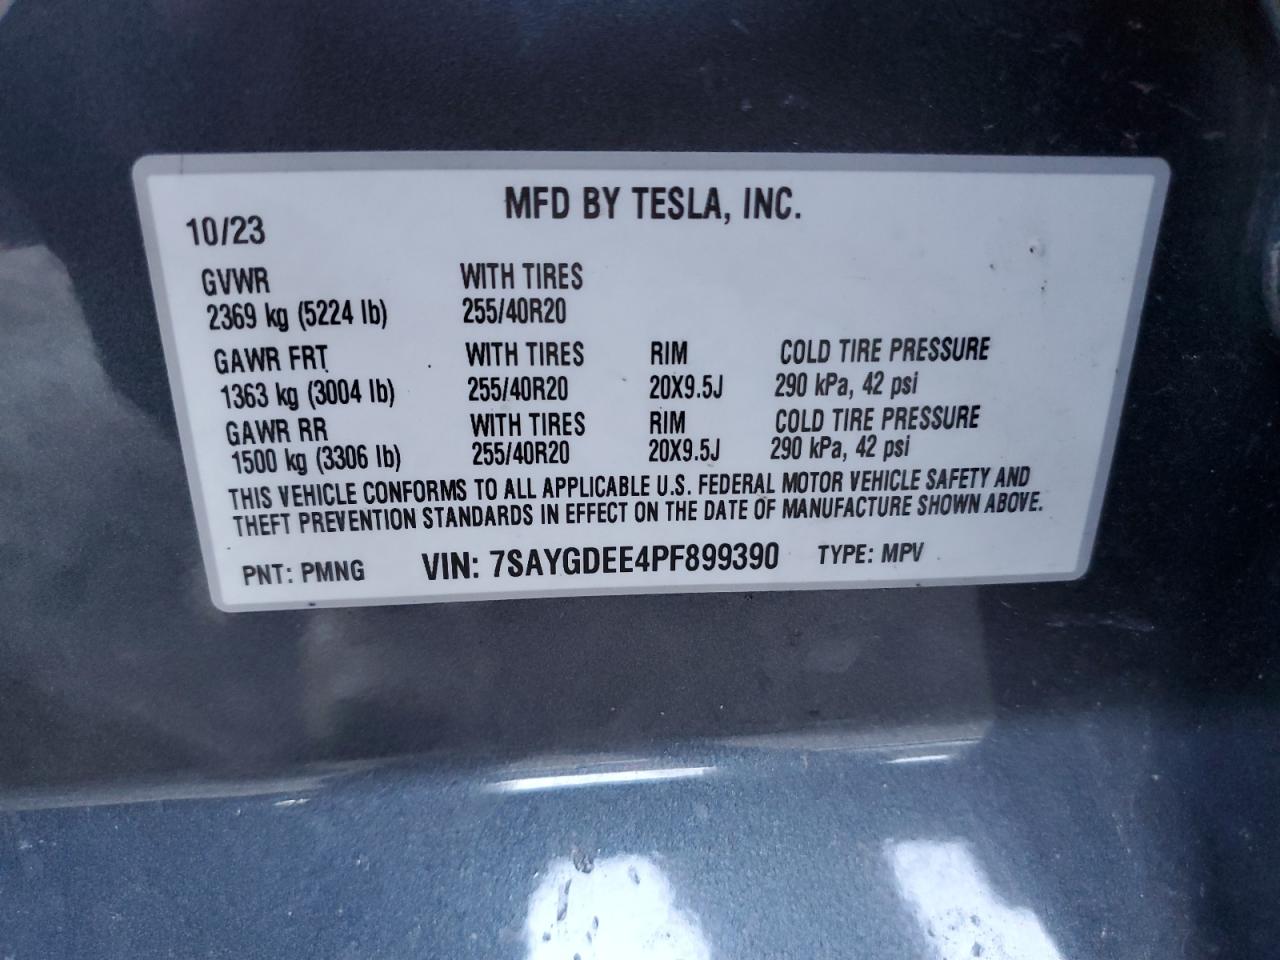 MFD BY TESLA, INC.
10/23
GVWR WITH TIRES
2369 kg (5224 lb) 255/40R20
GAWR FRT WITH TIRES RIM COLD TIRE PRESSURE
1363 kg (3004 lb) 255/40R20 20X9.5J 290 kPa, 42 psi
GAWR RR WITH TIRES RIM COLD TIRE PRESSURE
1500 kg (3306 lb) 255/40R20 20X9.5J 290 kPa, 42 psi
THIS VEHICLE CONFORMS TO ALL APPLICABLE U.S. FEDERAL MOTOR VEHICLE SAFETY AND
THEFT PREVENTION STANDARDS IN EFFECT ON THE DATE OF MANUFACTURE SHOWN ABOVE.
PNT: PMNG VIN: 7SAYGDEE4PF899390 TYPE: MPV